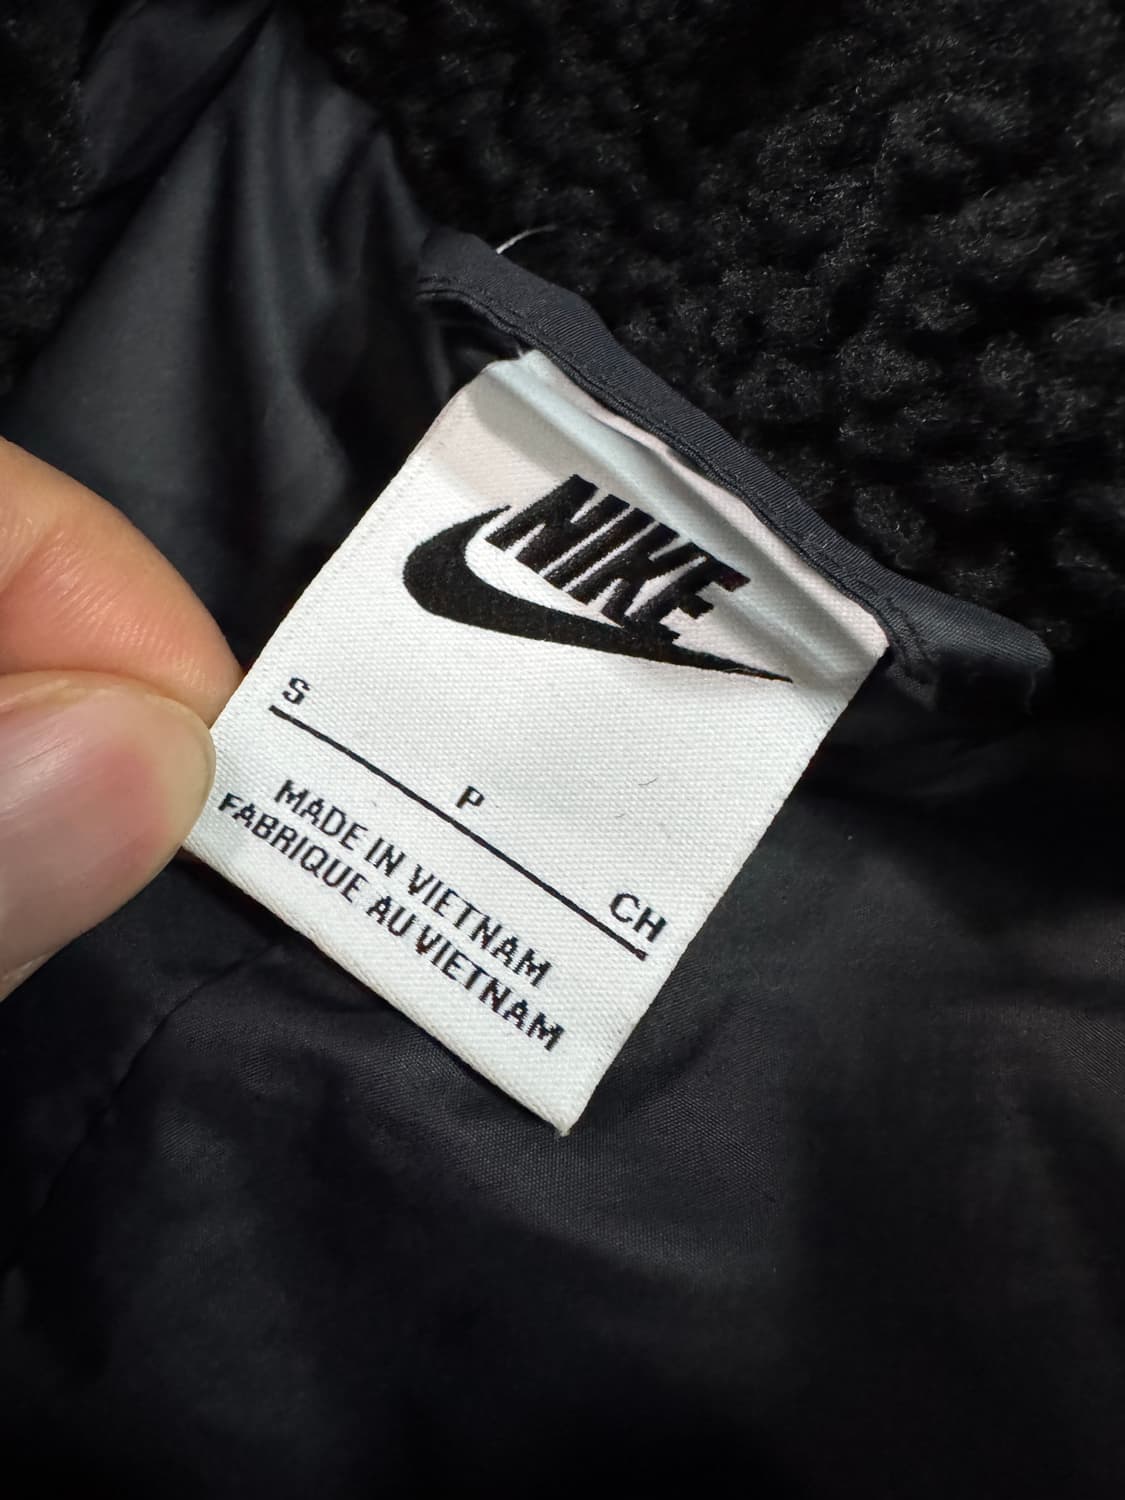 NIKE
S P CH
MADE IN VIETNAM
FABRIQUE AU VIETNAM